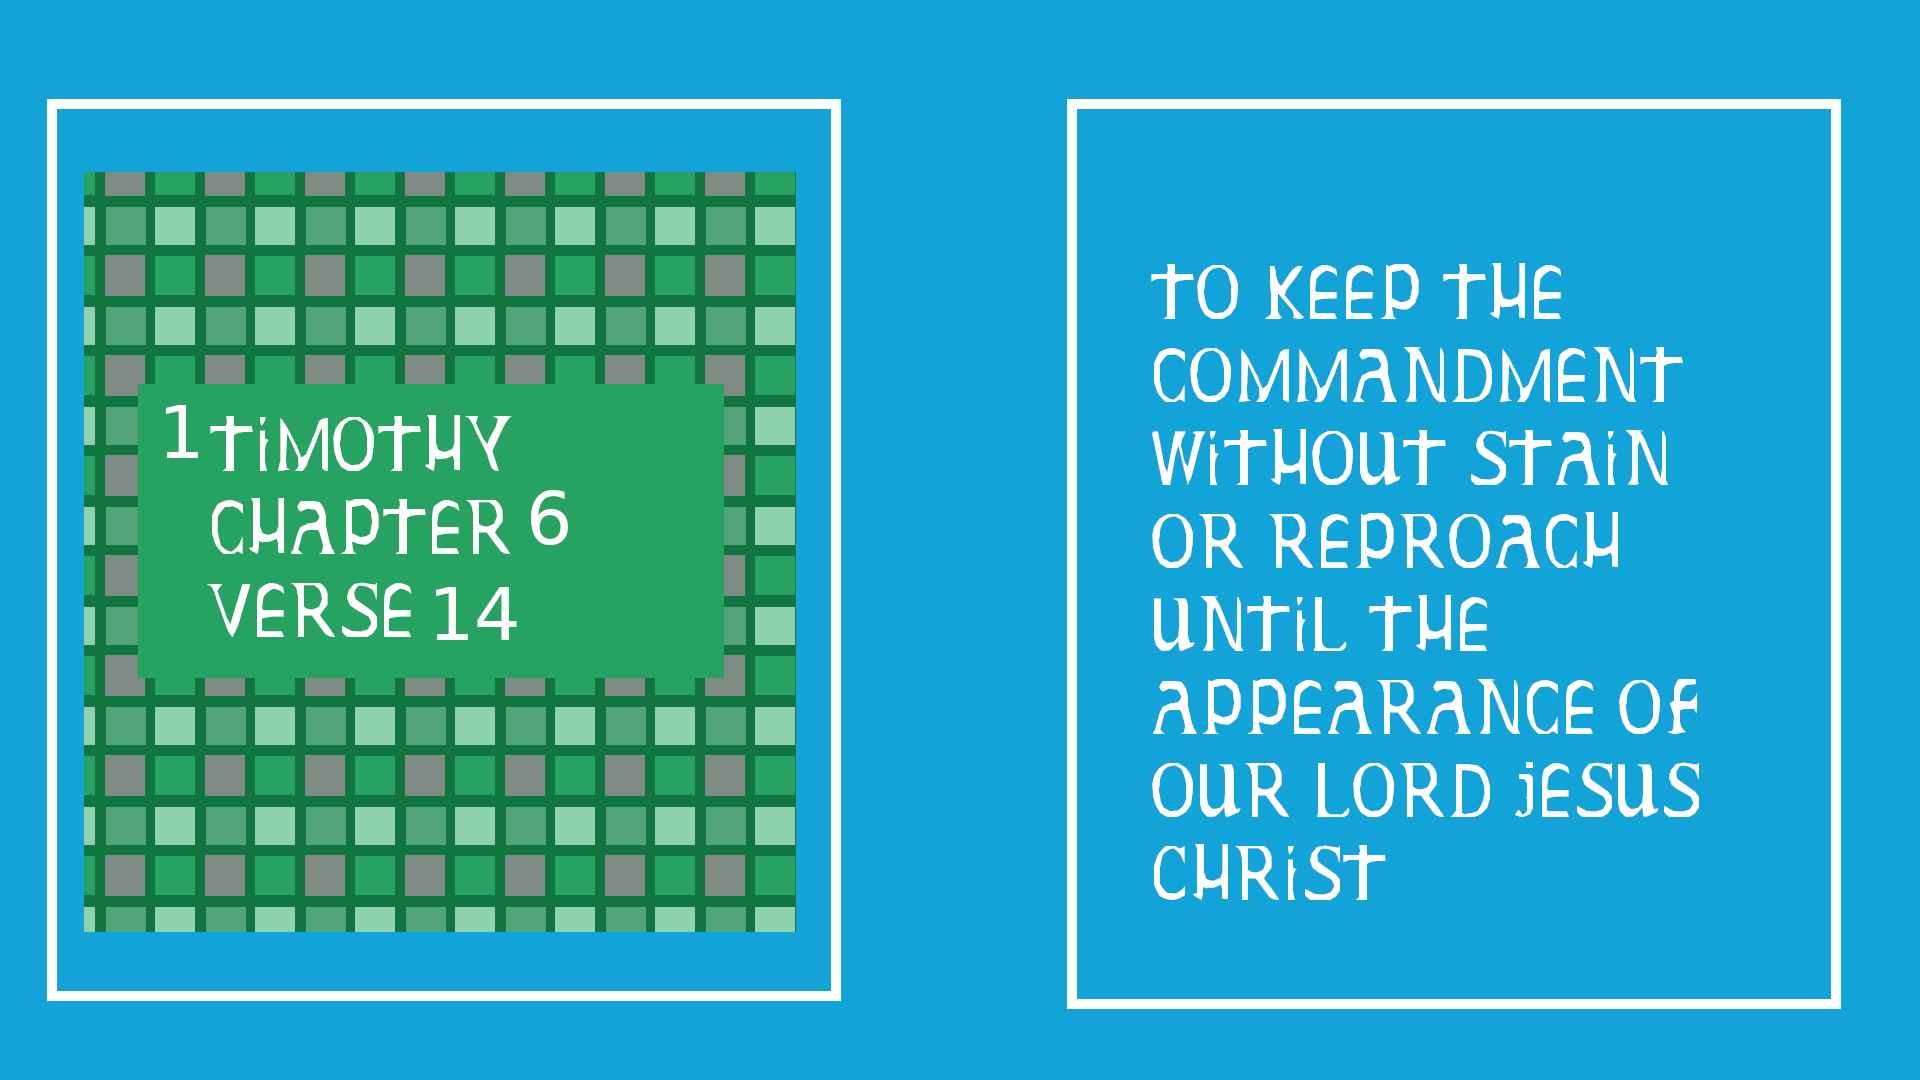 1 TiMOTHY
CHAPTER 6
VERSE 14
TO KEEP THE
COMMANDMENT
WiTHOUT STAiN
OR REPROACH
UNTiL THE
APPEARANCE OF
OUR LORD jESUS
CHRiST